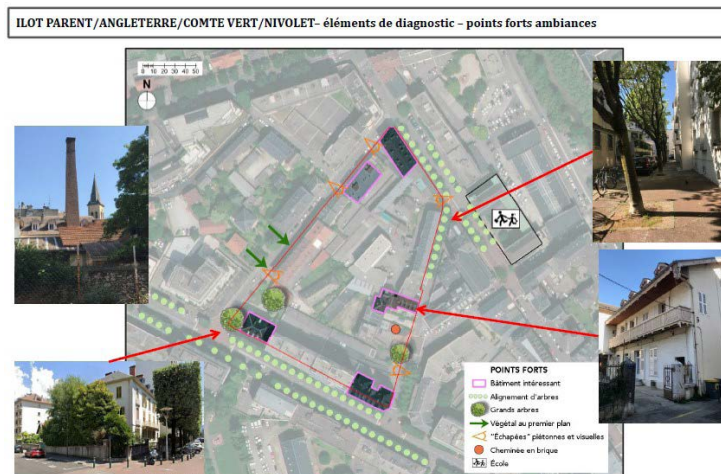 ILOT PARENT/ANGLETERRE/COMTE VERT/NIVOLET– éléments de diagnostic – points forts ambiances
0 10 20 30 40 50
N
POINTS FORTS
Bâtiment intéressant
Alignement d'arbres
Grands arbres
Végétal au premier plan
"Échapées" piétonnes et visuelles
Cheminée en brique
École